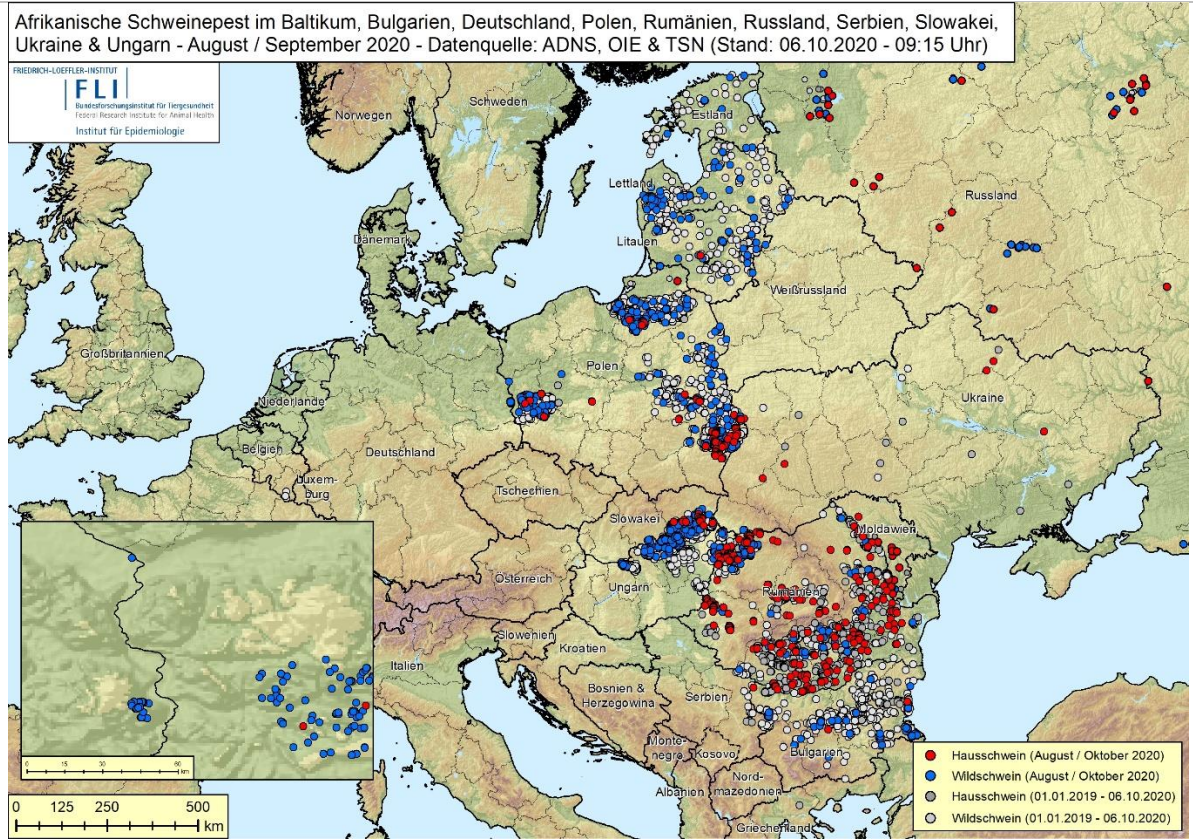 Afrikanische Schweinepest im Baltikum, Bulgarien, Deutschland, Polen, Rumänien, Russland, Serbien, Slowakei,
Ukraine & Ungarn - August / September 2020 - Datenquelle: ADNS, OIE & TSN (Stand: 06.10.2020 - 09:15 Uhr)
FRIEDRICH-LOEFFLER-INSTITUT
FLI
Bundesforschungsinstitut für Tiergesundheit
Federal Research Institute for Animal Health
Institut für Epidemiologie
Norwegen
Schweden
Estland
Lettland
Russland
Litauen
Dänemark
Weißrussland
Großbritannien
Polen
Niederlande
Ukraine
Belgien
Deutschland
Luxem-
burg
Tschechien
Slowakei
Moldawien
Österreich
Ungarn
Rumänien
Slowenien
Italien
Kroatien
Bosnien &
Herzegowina
Serbien
Monte-
negro
Kosovo
Bulgarien
Albanien
Nord-
mazedonien
Griechenland
0 15 30 60
km
0 125 250 500
km
Hausschwein (August / Oktober 2020)
Wildschwein (August / Oktober 2020)
Hausschwein (01.01.2019 - 06.10.2020)
Wildschwein (01.01.2019 - 06.10.2020)